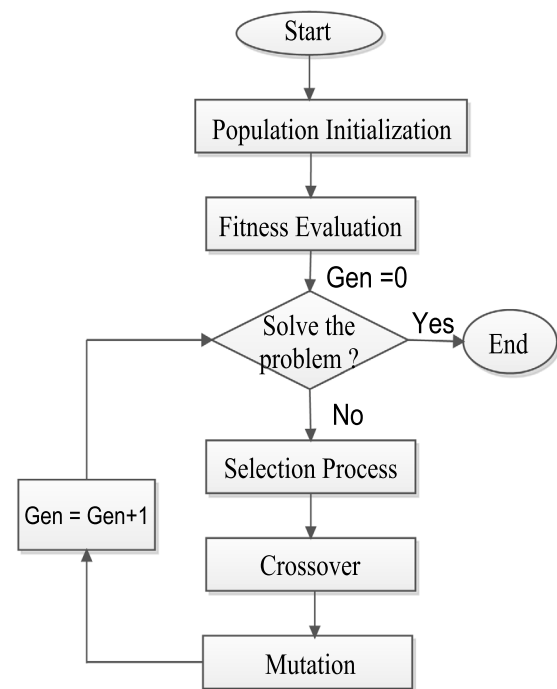 Start
Population Initialization
Fitness Evaluation
Gen =0
Solve the
problem ?
Yes
End
No
Selection Process
Gen = Gen+1
Crossover
Mutation